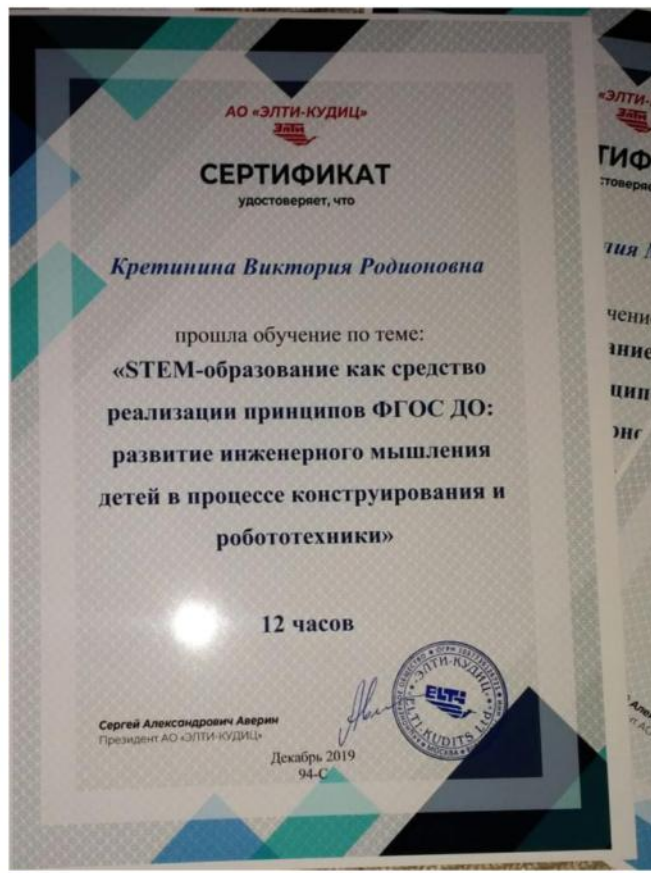 АО «ЭЛТИ-КУДИЦ»
Элти
СЕРТИФИКАТ
удостоверяет, что
Кретинина Виктория Родионовна
прошла обучение по теме:
«STEM-образование как средство
реализации принципов ФГОС ДО:
развитие инженерного мышления
детей в процессе конструирования и
робототехники»
12 часов
Сергей Александрович Аверин
Президент АО «ЭЛТИ-КУДИЦ»
Декабрь 2019
94-С
«ЭЛТИ-КУДИЦ»
ELTI
ELTI-KUDITS Ltd.
МОСКВА